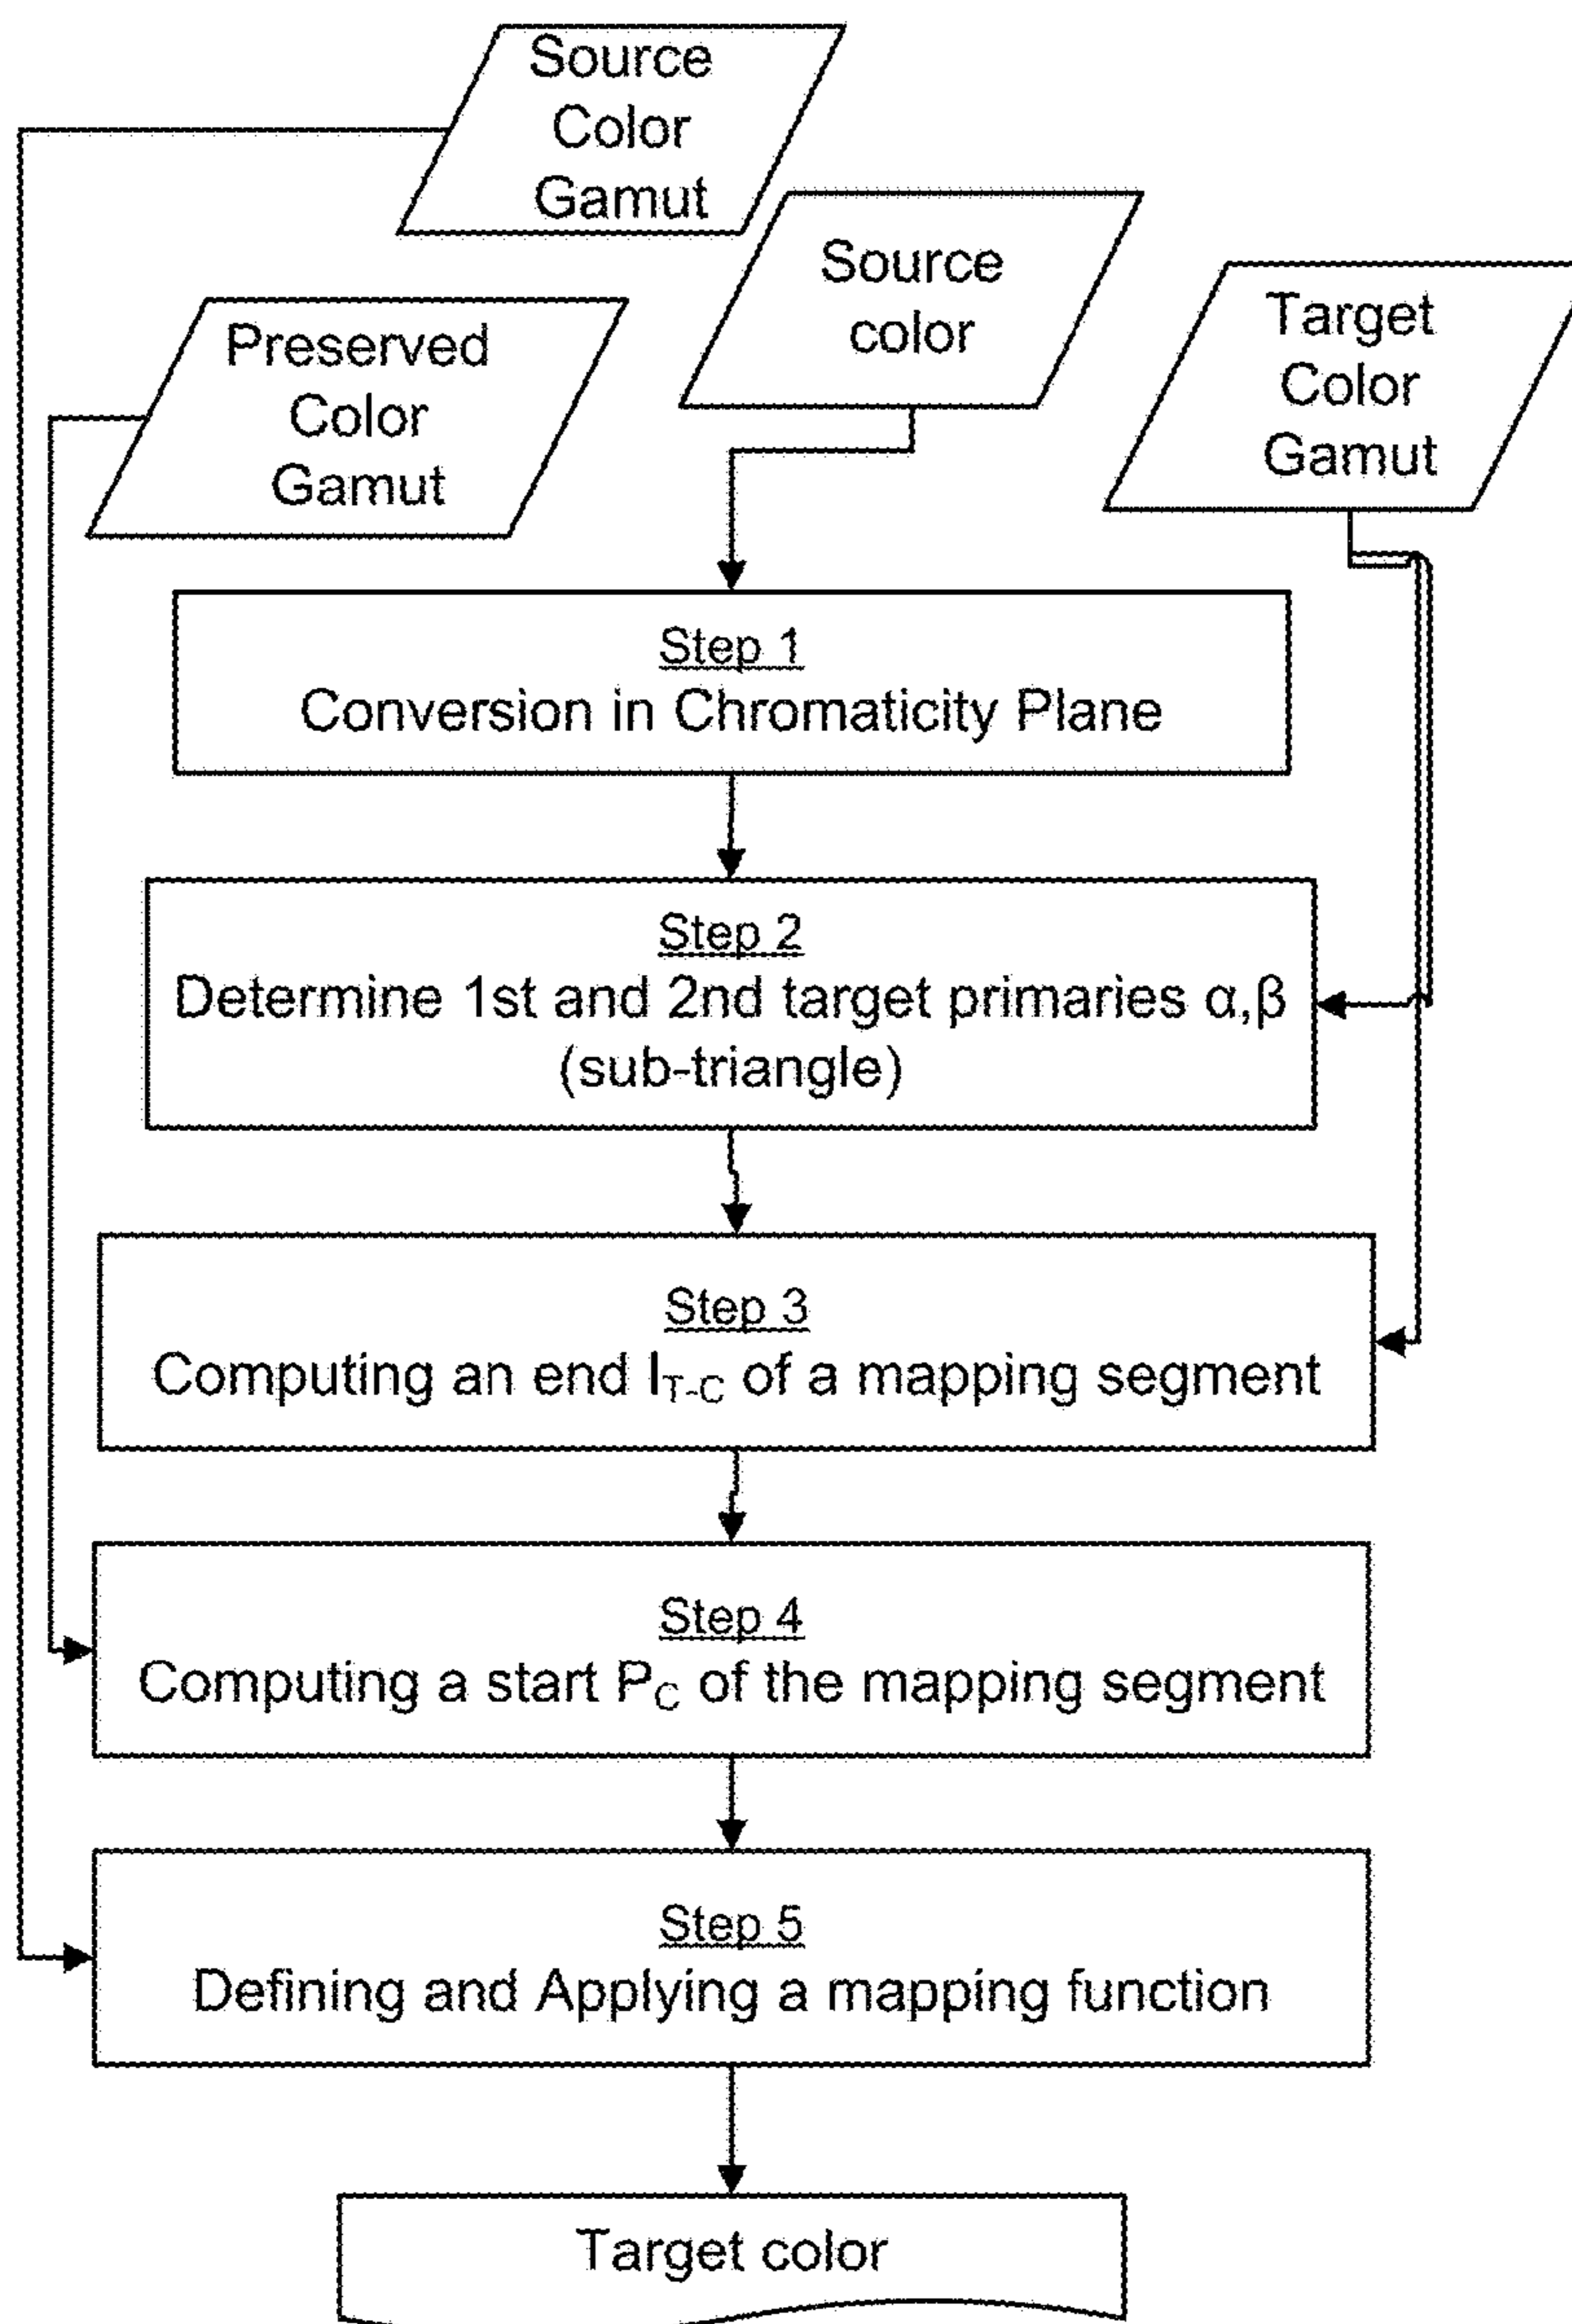 Source
Color
Gamut
Source
color
Target
Color
Gamut
Preserved
Color
Gamut
Step 1
Conversion in Chromaticity Plane
Step 2
Determine 1st and 2nd target primaries α,β
(sub-triangle)
Step 3
Computing an end I_T-C of a mapping segment
Step 4
Computing a start P_C of the mapping segment
Step 5
Defining and Applying a mapping function
Target color